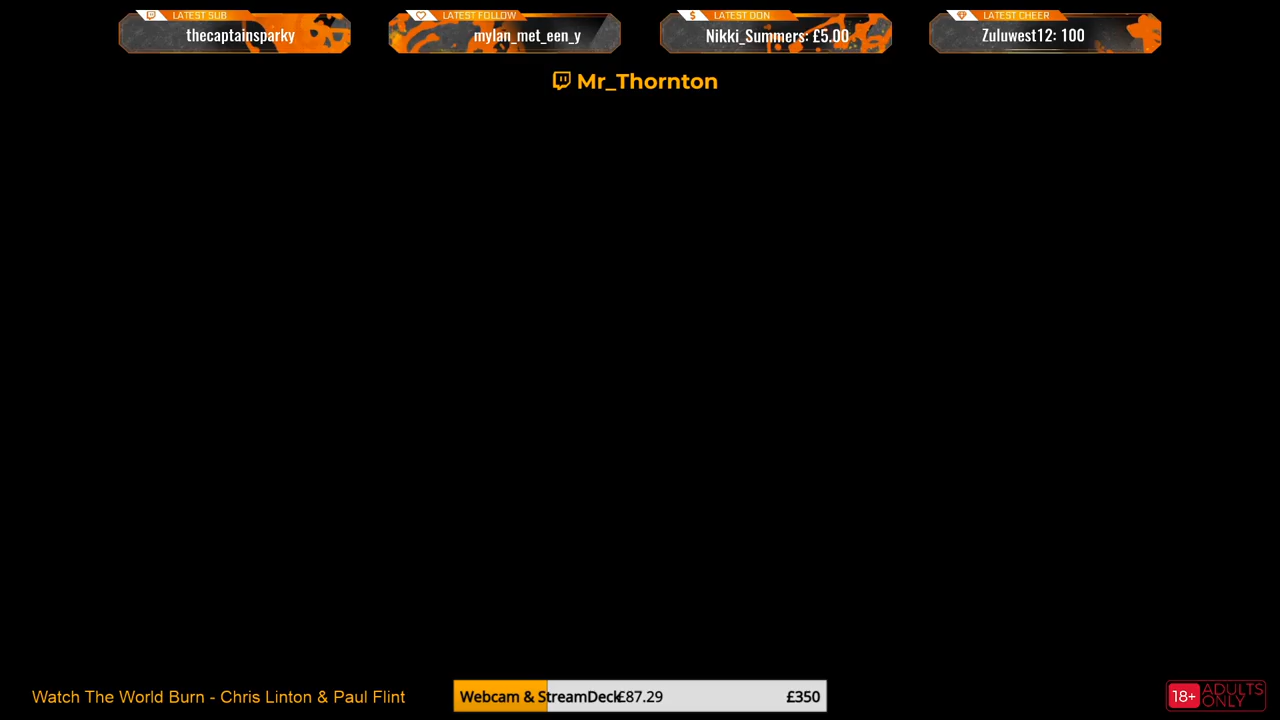 LATEST SUB
thecaptainsparky
LATEST FOLLOW
mylan_met_een_y
LATEST DON
Nikki_Summers: £5.00
LATEST CHEER
Zuluwest12: 100
Mr_Thornton
Watch The World Burn - Chris Linton & Paul Flint
Webcam & StreamDeck £87.29 £350
18+ ADULTS ONLY